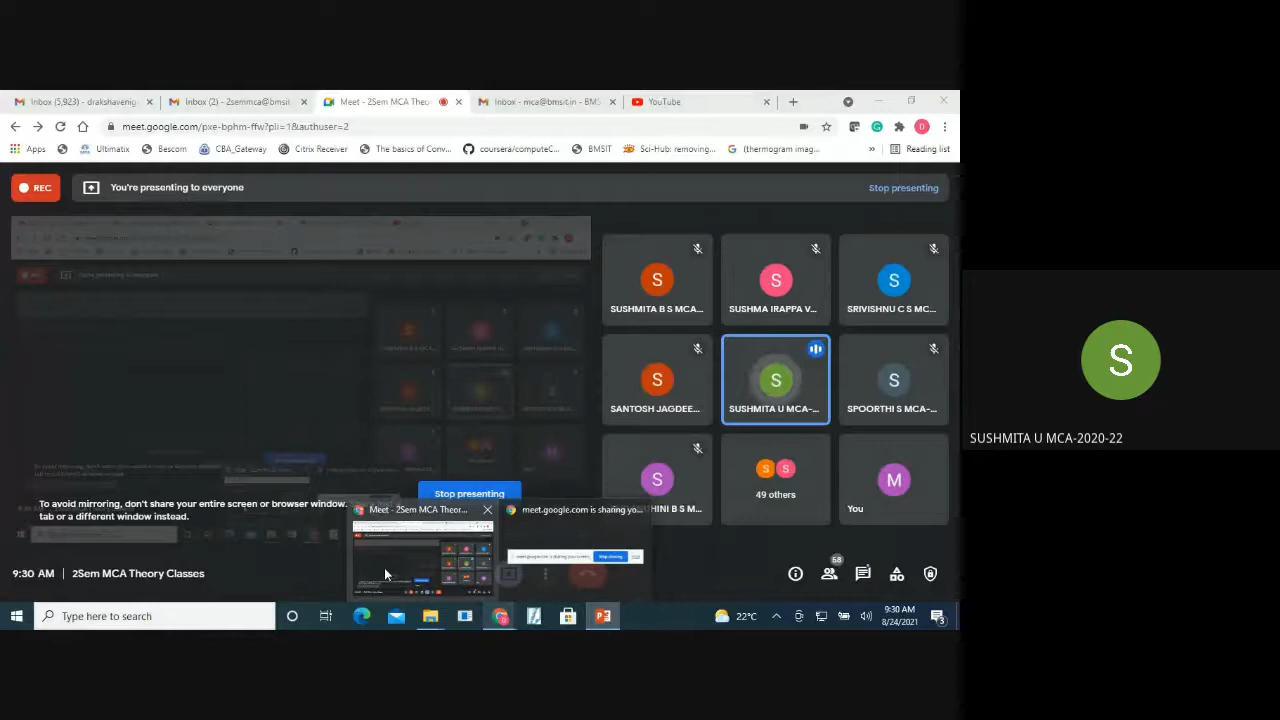 Inbox (5,923) - drakshavenig
Inbox (2) - 2semmca@bmsit
Meet - 2Sem MCA Theo
Inbox - mca@bmsit.in - BMS
YouTube
meet.google.com/pxe-bphm-ffw?pli=1&authuser=2
Apps
Ultimatix
Bescom
CBA_Gateway
Citrix Receiver
The basics of Conv...
coursera/computeC...
BMSIT
Sci-Hub: removing...
(thermogram imag...
»
Reading list
REC
You're presenting to everyone
Stop presenting
SUSHMITA B S MCA...
SUSHMA IRAPPA V...
SRIVISHNU C S MC...
SANTOSH JAGDEE...
SUSHMITA U MCA-...
SPOORTHI S MCA-...
HINI B S M...
49 others
You
S
S
S
S
S
S
S
S
S
M
D
S
SUSHMITA U MCA-2020-22
To avoid mirroring, don't share your entire screen or browser window.
tab or a different window instead.
Stop presenting
Meet - 2Sem MCA Theor...
meet.google.com is sharing yo...
Stop sharing
9:30 AM | 2Sem MCA Theory Classes
58
Type here to search
22°C
9:30 AM
8/24/2021
3